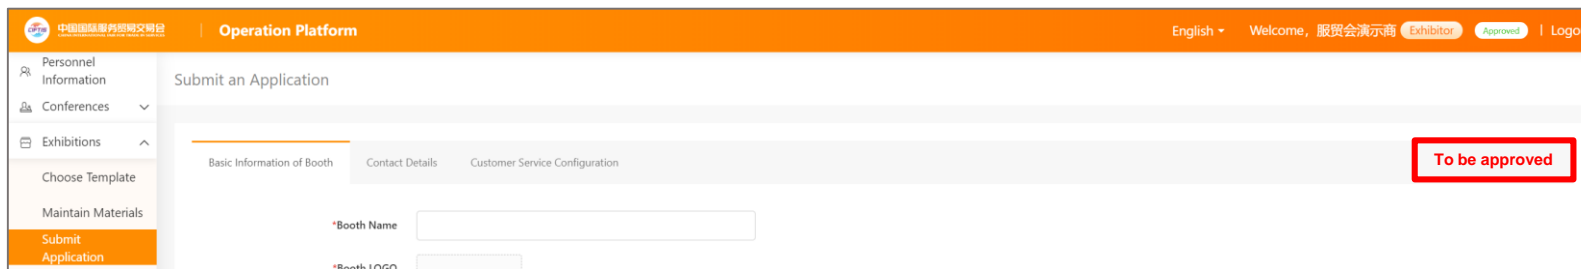 CIFTIS 中国国际服务贸易交易会 Operation Platform English Welcome, 服贸会演示商 Exhibitor Approved | Logo
Personnel
Information
Submit an Application
Conferences
Exhibitions
Basic Information of Booth Contact Details Customer Service Configuration To be approved
Choose Template
Maintain Materials
*Booth Name
Submit
Application
*Booth LOGO